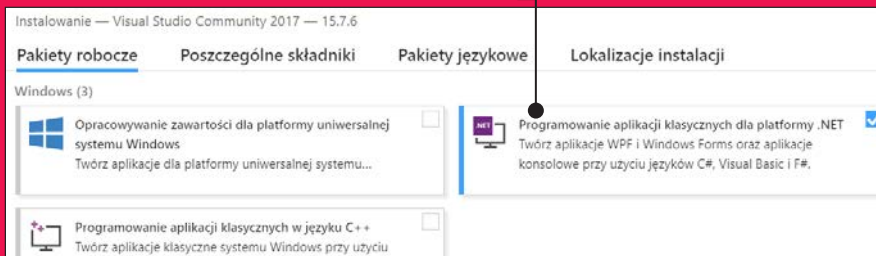 Instalowanie — Visual Studio Community 2017 — 15.7.6
Pakiety robocze Poszczególne składniki Pakiety językowe Lokalizacje instalacji
Windows (3)
Opracowywanie zawartości dla platformy uniwersalnej
systemu Windows
Twórz aplikacje dla platformy uniwersalnej systemu...
.NET
Programowanie aplikacji klasycznych dla platformy .NET
Twórz aplikacje WPF i Windows Forms oraz aplikacje
konsolowe przy użyciu języków C#, Visual Basic i F#.
Programowanie aplikacji klasycznych w języku C++
Twórz aplikacje klasyczne systemu Windows przy użyciu